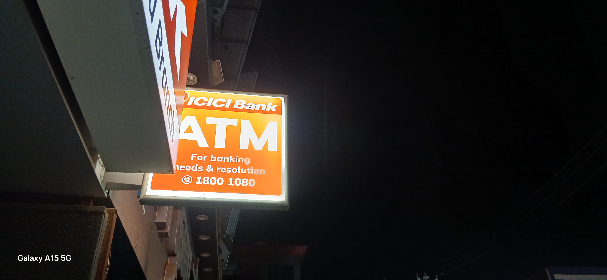 ICICI Bank
ATM
For banking
needs & resolution
1800 1080
Galaxy A15 5G